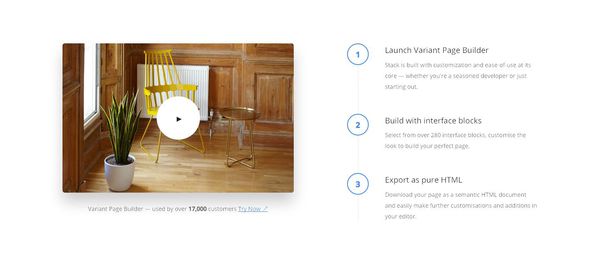 Variant Page Builder — used by over 17,000 customers Try Now ↗
1
Launch Variant Page Builder
Stack is built with customization and ease of use at its
core — whether you're a seasoned developer or just
starting out.
2
Build with interface blocks
Select from over 280 interface blocks, customise the
look to build your perfect page.
3
Export as pure HTML
Download your page as a semantic HTML document
and easily make further customisations and additions in
your editor.